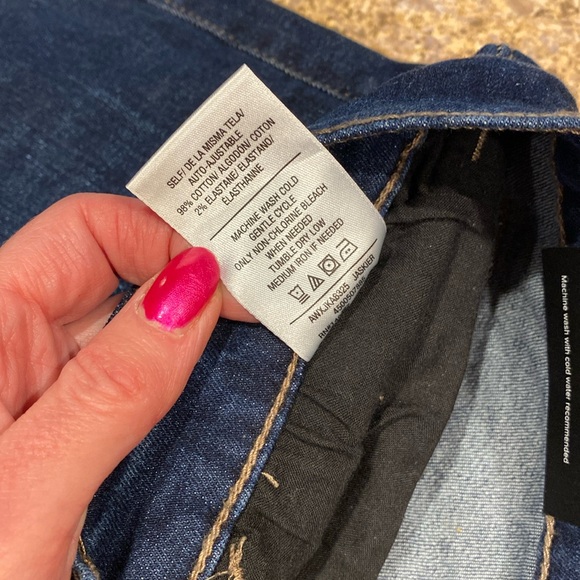 SELF/ DE LA MISMA TELA/
AUTO-AJUSTABLE
98% COTTON/ ALGODÓN/ COTON
2% ELASTANE/ ELASTANO/
ELASTHANNE
MACHINE WASH COLD
GENTLE CYCLE
ONLY NON-CHLORINE BLEACH
WHEN NEEDED
TUMBLE DRY LOW
MEDIUM IRON IF NEEDED
AWXJKA8325 JASKIER
Machine wash with cold water recommended